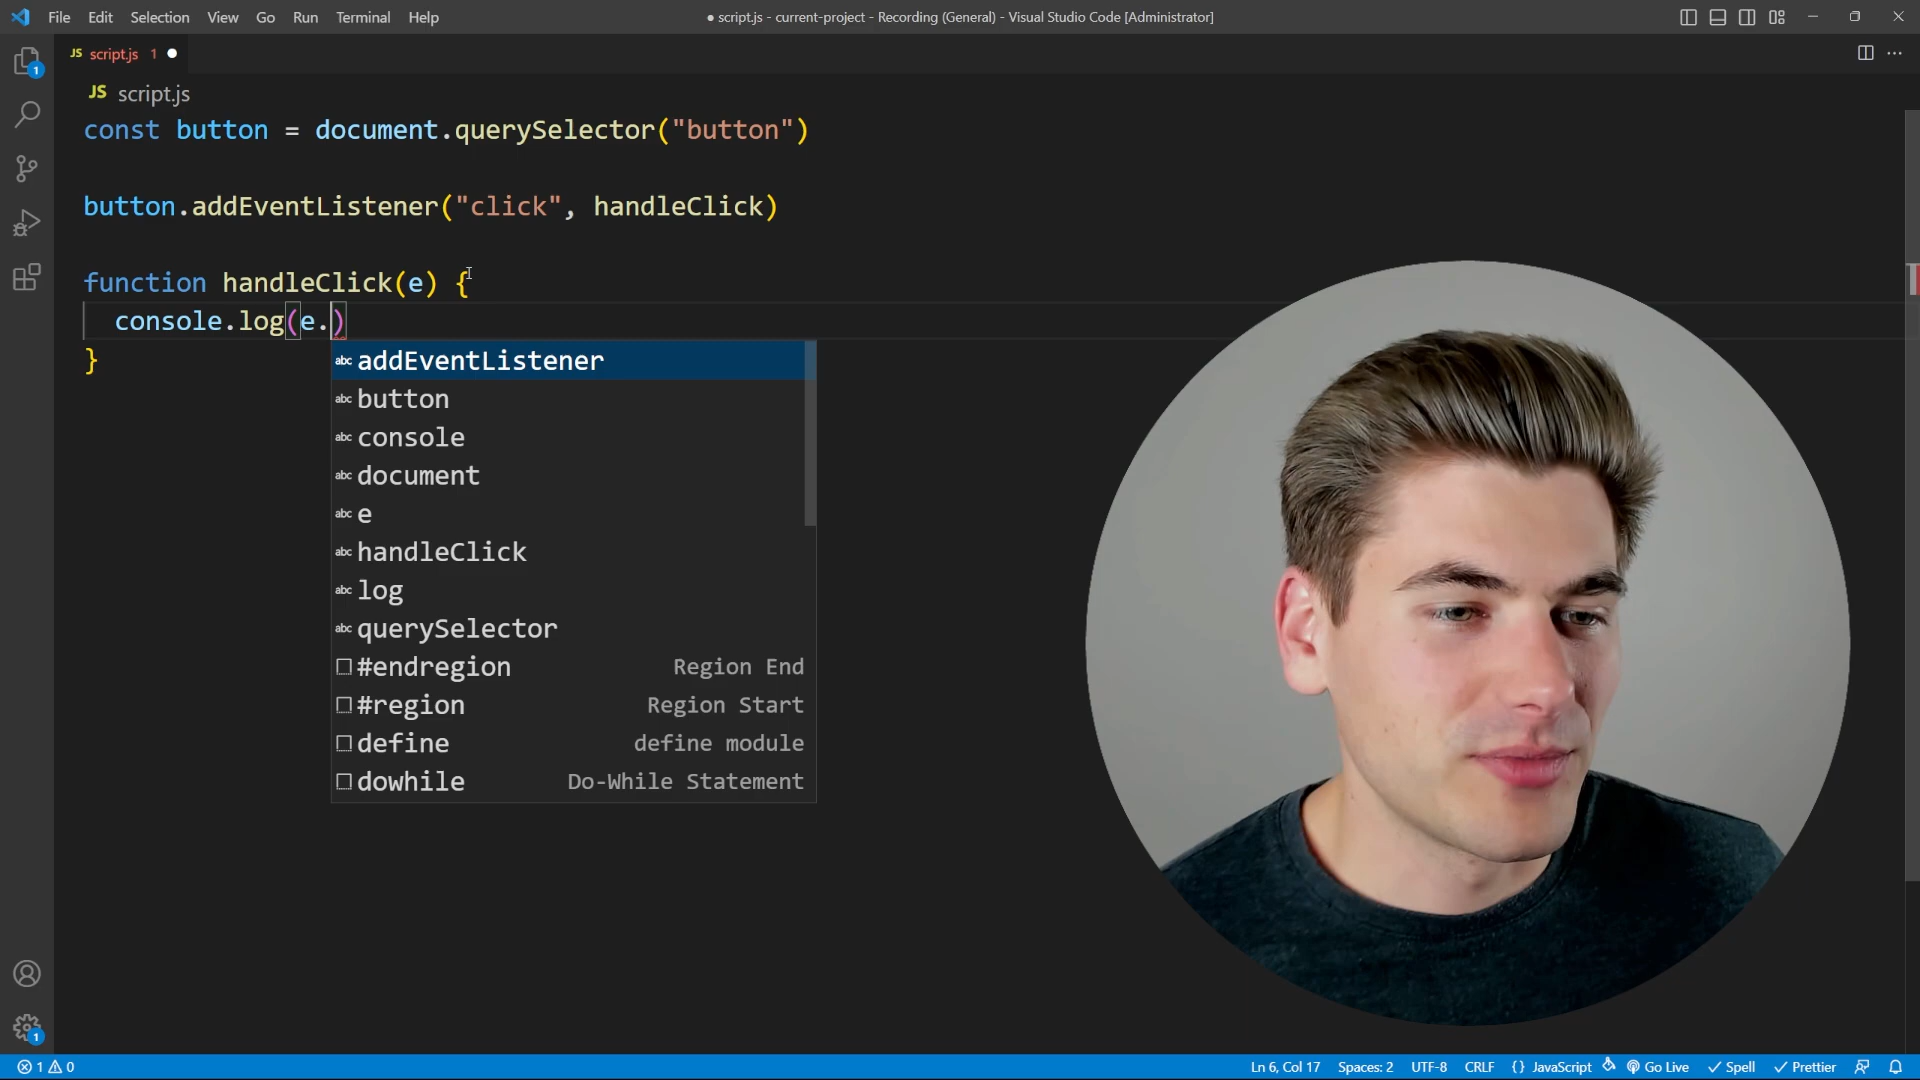 File Edit Selection View Go Run Terminal Help
● script.js - current-project - Recording (General) - Visual Studio Code [Administrator]
JS script.js 1 ●
JS script.js
const button = document.querySelector("button")
button.addEventListener("click", handleClick)
function handleClick(e) {
console.log(e.)
}
abc addEventListener
abc button
abc console
abc document
abc e
abc handleClick
abc log
abc querySelector
#endregion Region End
#region Region Start
define define module
dowhile Do-While Statement
1
1
1 0
Ln 6, Col 17 Spaces: 2 UTF-8 CRLF {} JavaScript Go Live ✓ Spell ✓ Prettier